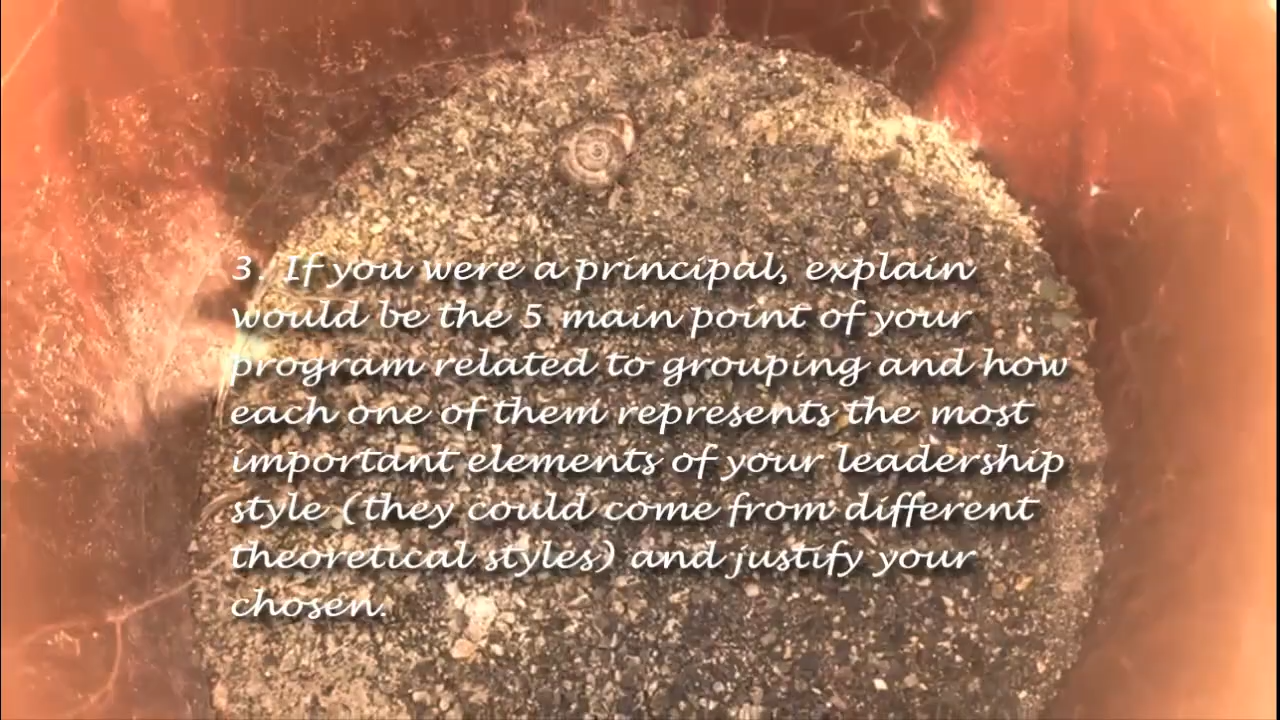 3. If you were a principal, explain
would be the 5 main point of your
program related to grouping and how
each one of them represents the most
important elements of your leadership
style (they could come from different
theoretical styles) and justify your
chosen.